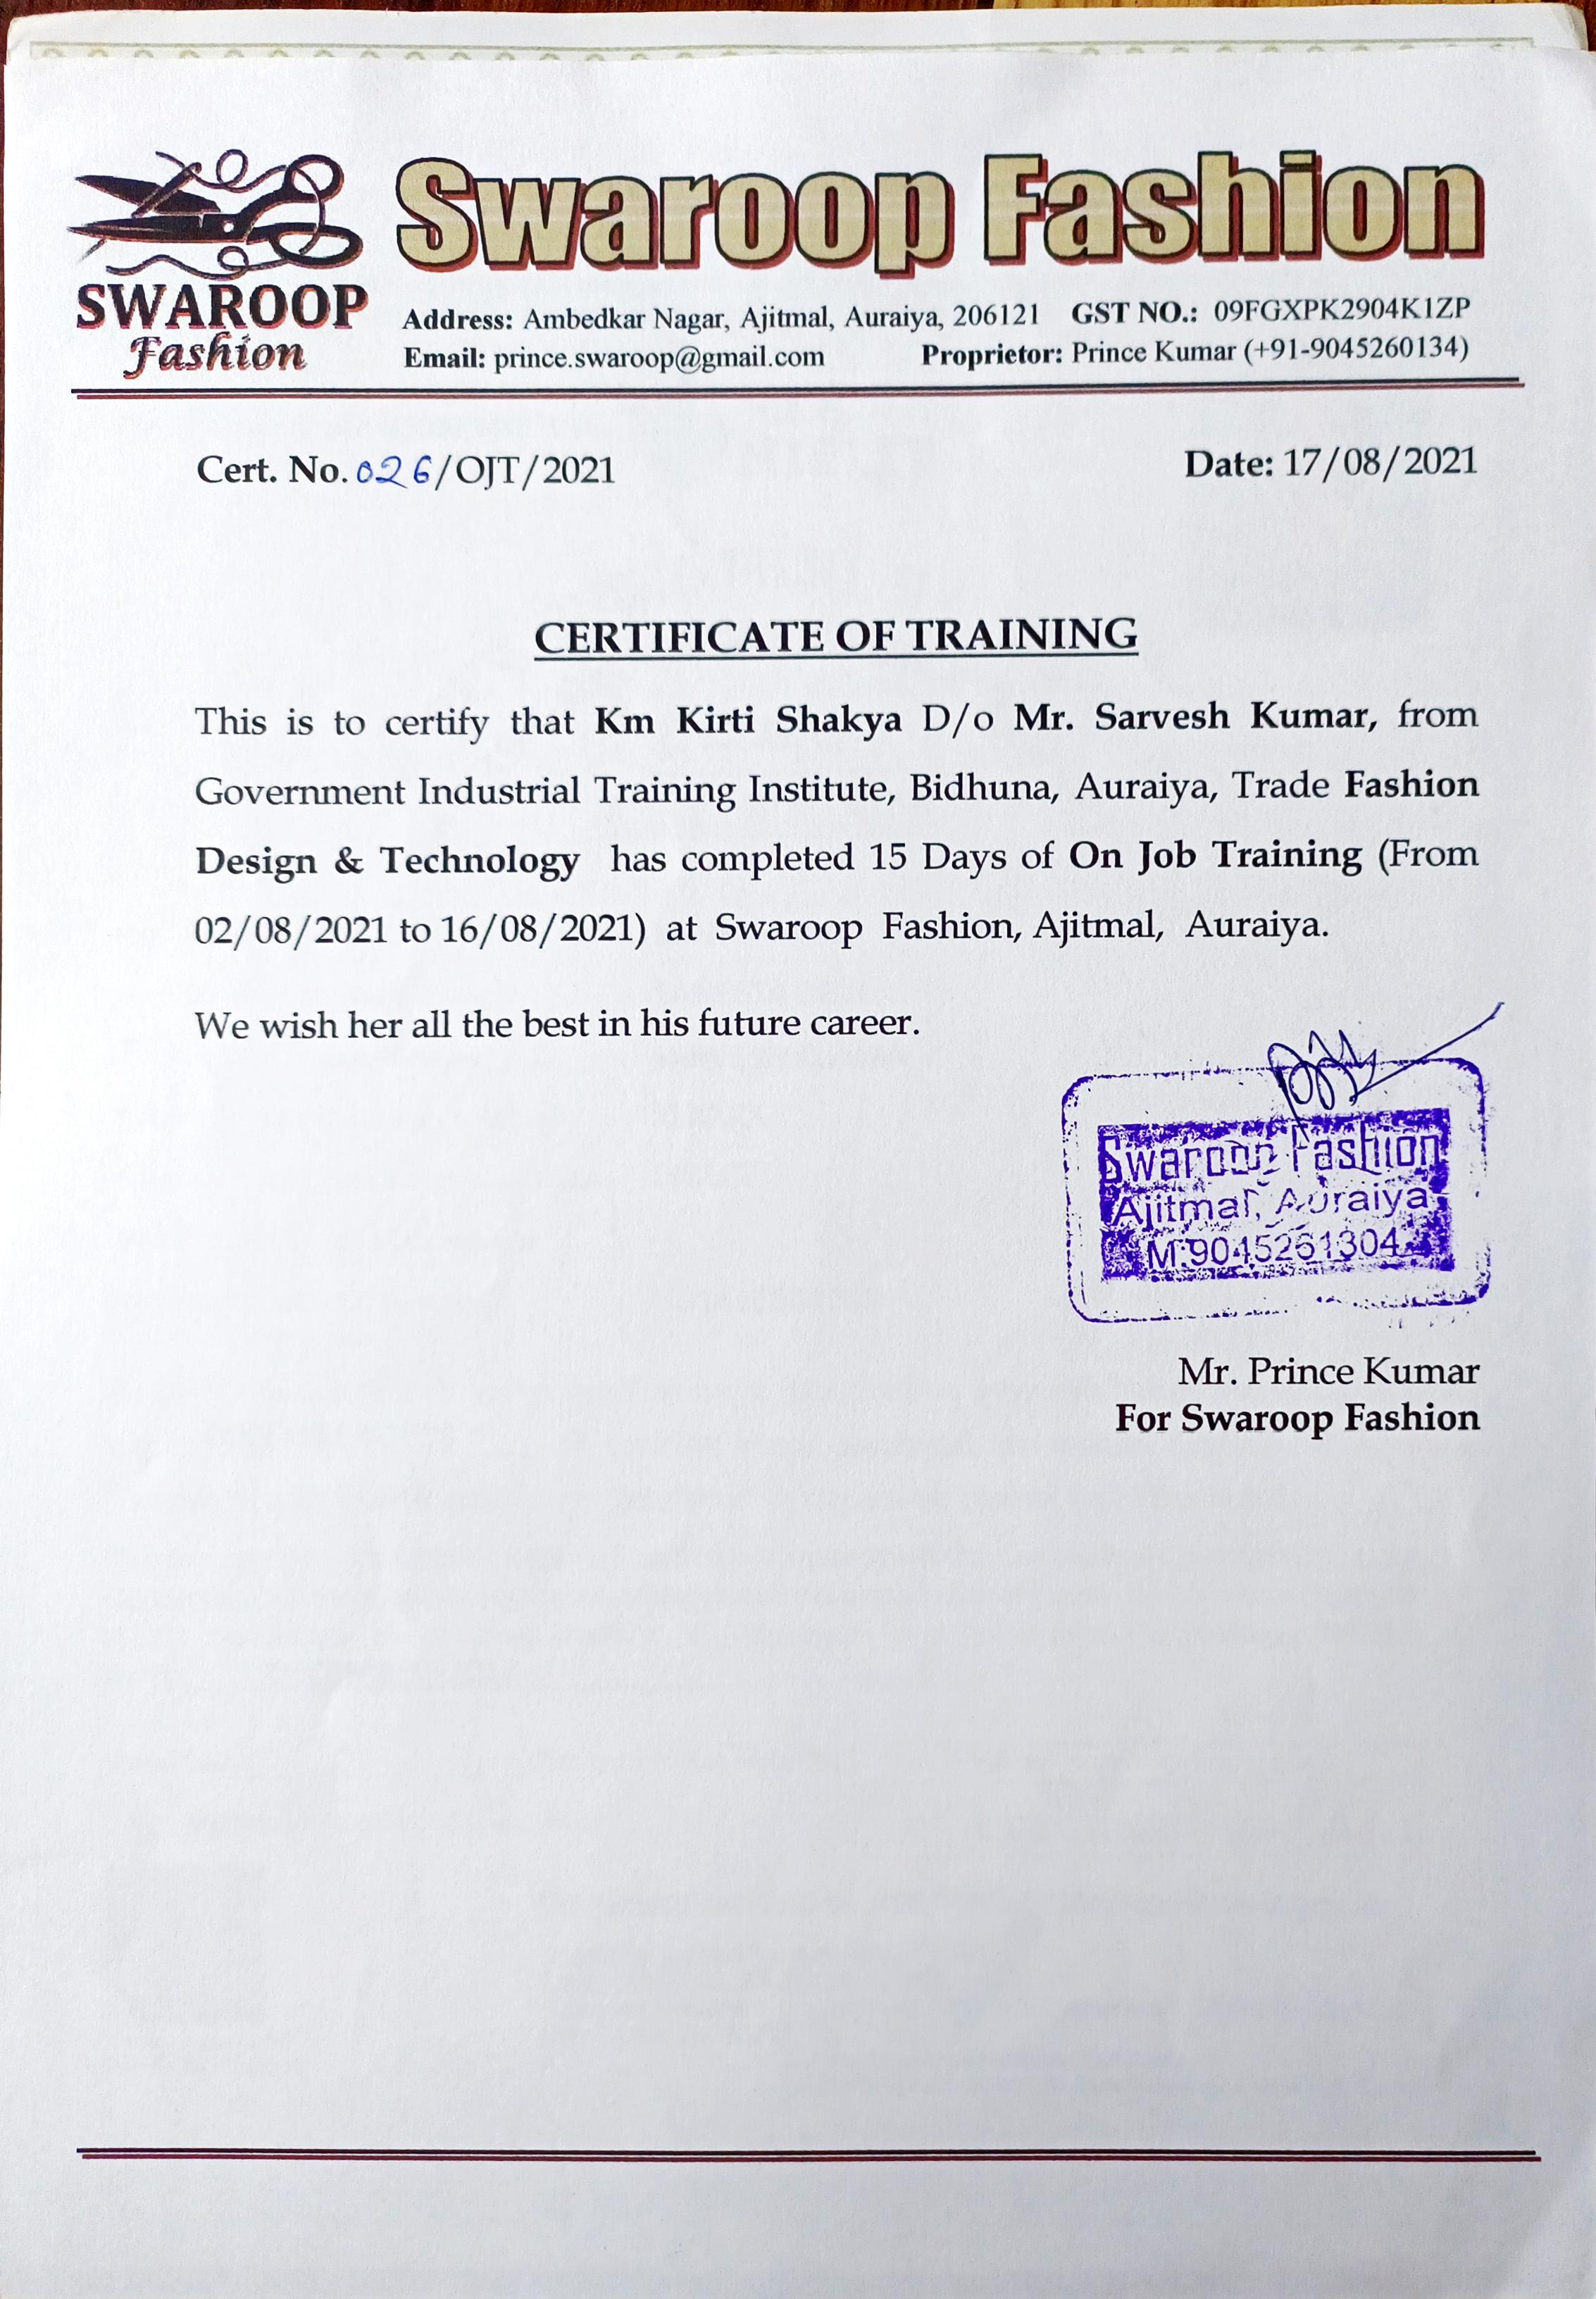 Swaroop Fashion
SWAROOP
Fashion
Address: Ambedkar Nagar, Ajitmal, Auraiya, 206121 GST NO.: 09FGXPK2904K1ZP
Email: prince.swaroop@gmail.com Proprietor: Prince Kumar (+91-9045260134)
Cert. No. 026/OJT/2021 Date: 17/08/2021
CERTIFICATE OF TRAINING
This is to certify that Km Kirti Shakya D/o Mr. Sarvesh Kumar, from
Government Industrial Training Institute, Bidhuna, Auraiya, Trade Fashion
Design & Technology has completed 15 Days of On Job Training (From
02/08/2021 to 16/08/2021) at Swaroop Fashion, Ajitmal, Auraiya.
We wish her all the best in his future career.
Swaroop Fashion
Ajitmal, Auraiya
M:9045261304
Mr. Prince Kumar
For Swaroop Fashion